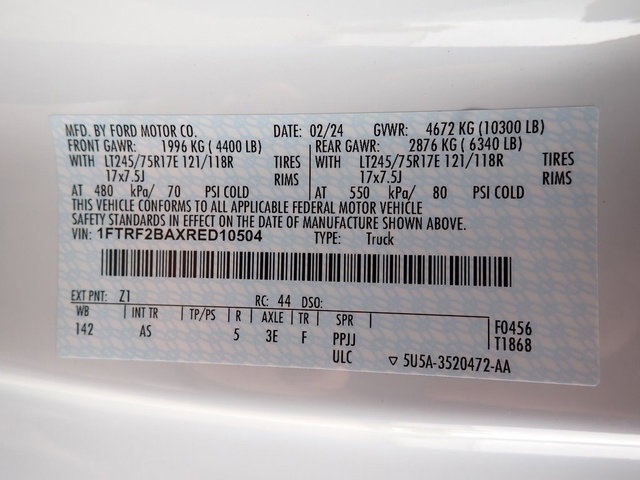 MFD. BY FORD MOTOR CO. DATE: 02/24 GVWR: 4672 KG (10300 LB)
FRONT GAWR: 1996 KG ( 4400 LB) REAR GAWR: 2876 KG ( 6340 LB)
WITH LT245/75R17E 121/118R TIRES WITH LT245/75R17E 121/118R TIRES
17x7.5J RIMS 17x7.5J RIMS
AT 480 kPa/ 70 PSI COLD AT 550 kPa/ 80 PSI COLD
THIS VEHICLE CONFORMS TO ALL APPLICABLE FEDERAL MOTOR VEHICLE
SAFETY STANDARDS IN EFFECT ON THE DATE OF MANUFACTURE SHOWN ABOVE.
VIN: 1FTRF2BAXRED10504 TYPE: Truck
EXT PNT: Z1 RC: 44 DSO:
WB INT TR TP/PS R AXLE TR SPR F0456
142 AS 5 3E F PPJJ T1868
ULC ▽ 5U5A-3520472-AA